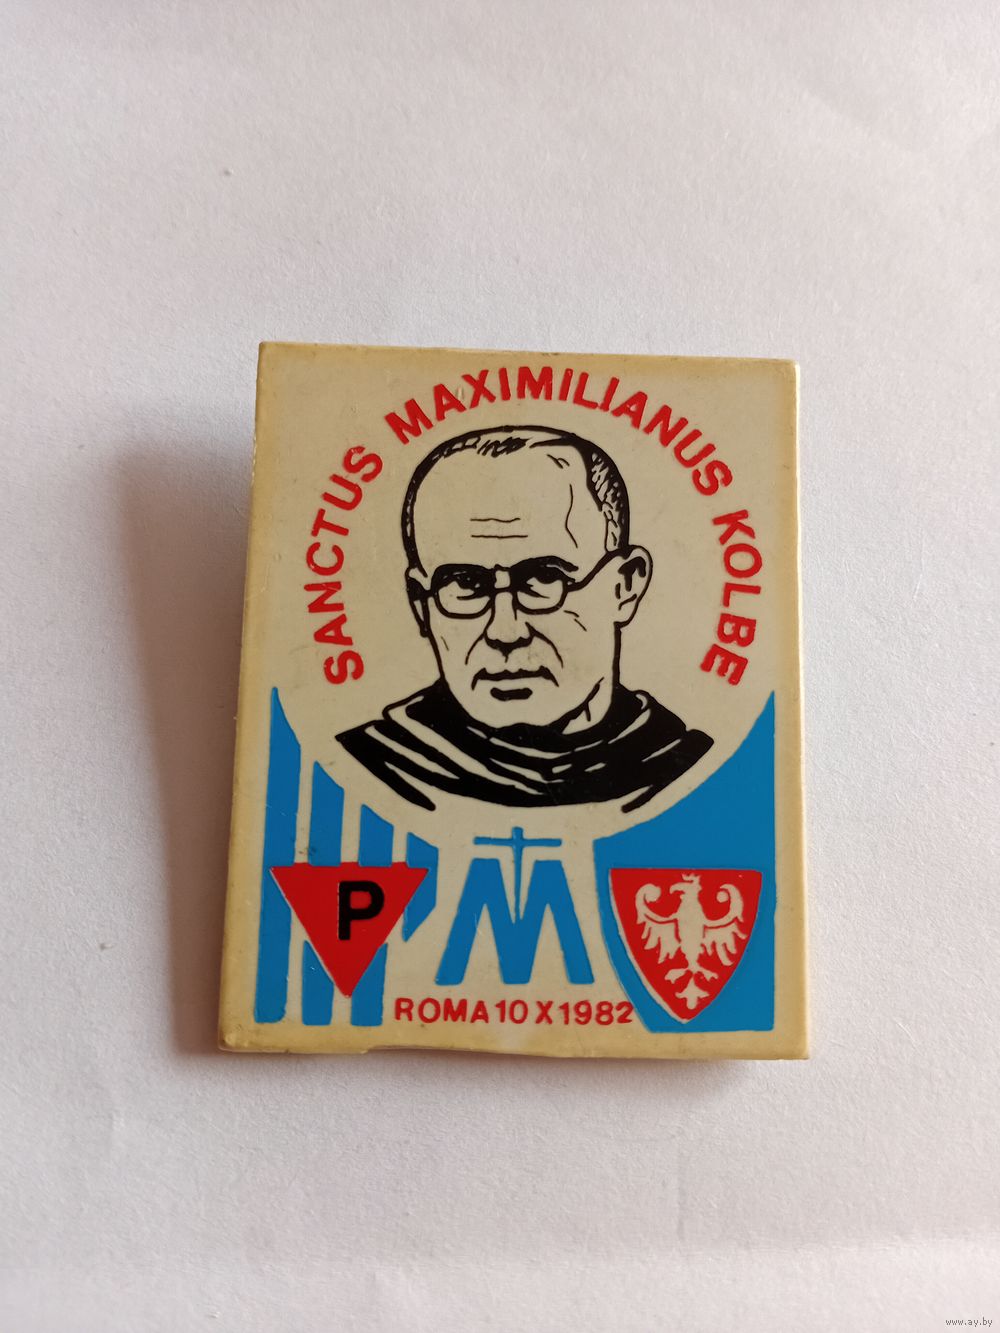 SANCTUS MAXIMILIANUS KOLBE
P
M
ROMA 10 X 1982
www.ay.by